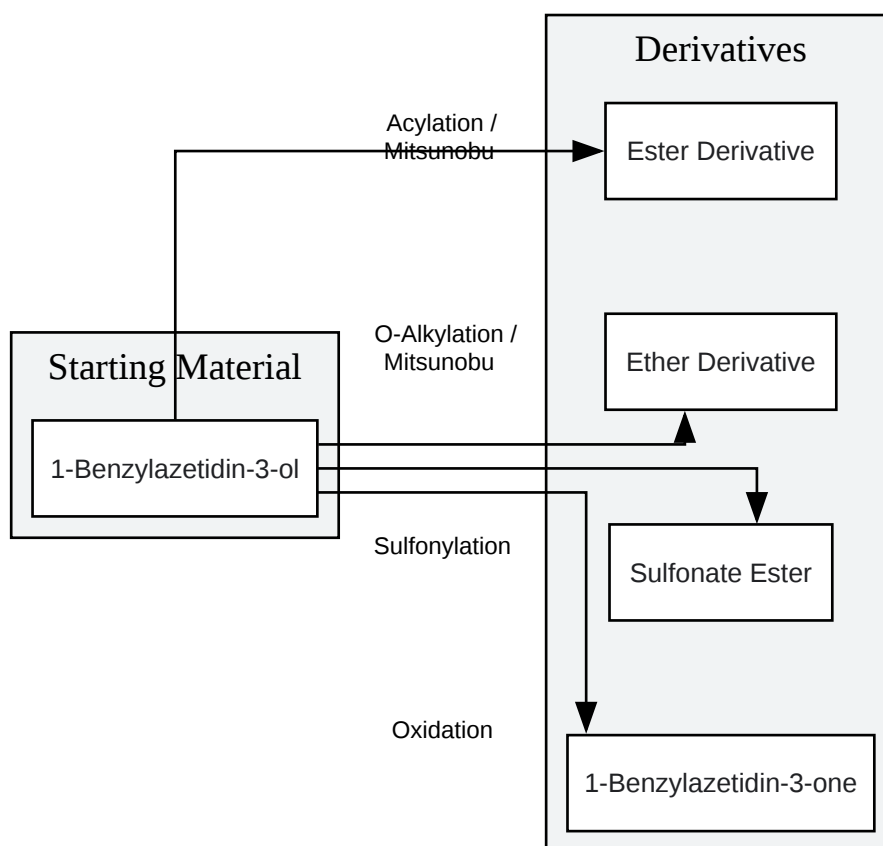 Derivatives
Acylation /
Mitsunobu
Ester Derivative
O-Alkylation /
Mitsunobu
Ether Derivative
Starting Material
1-Benzylazetidin-3-ol
Sulfonylation
Sulfonate Ester
Oxidation
1-Benzylazetidin-3-one